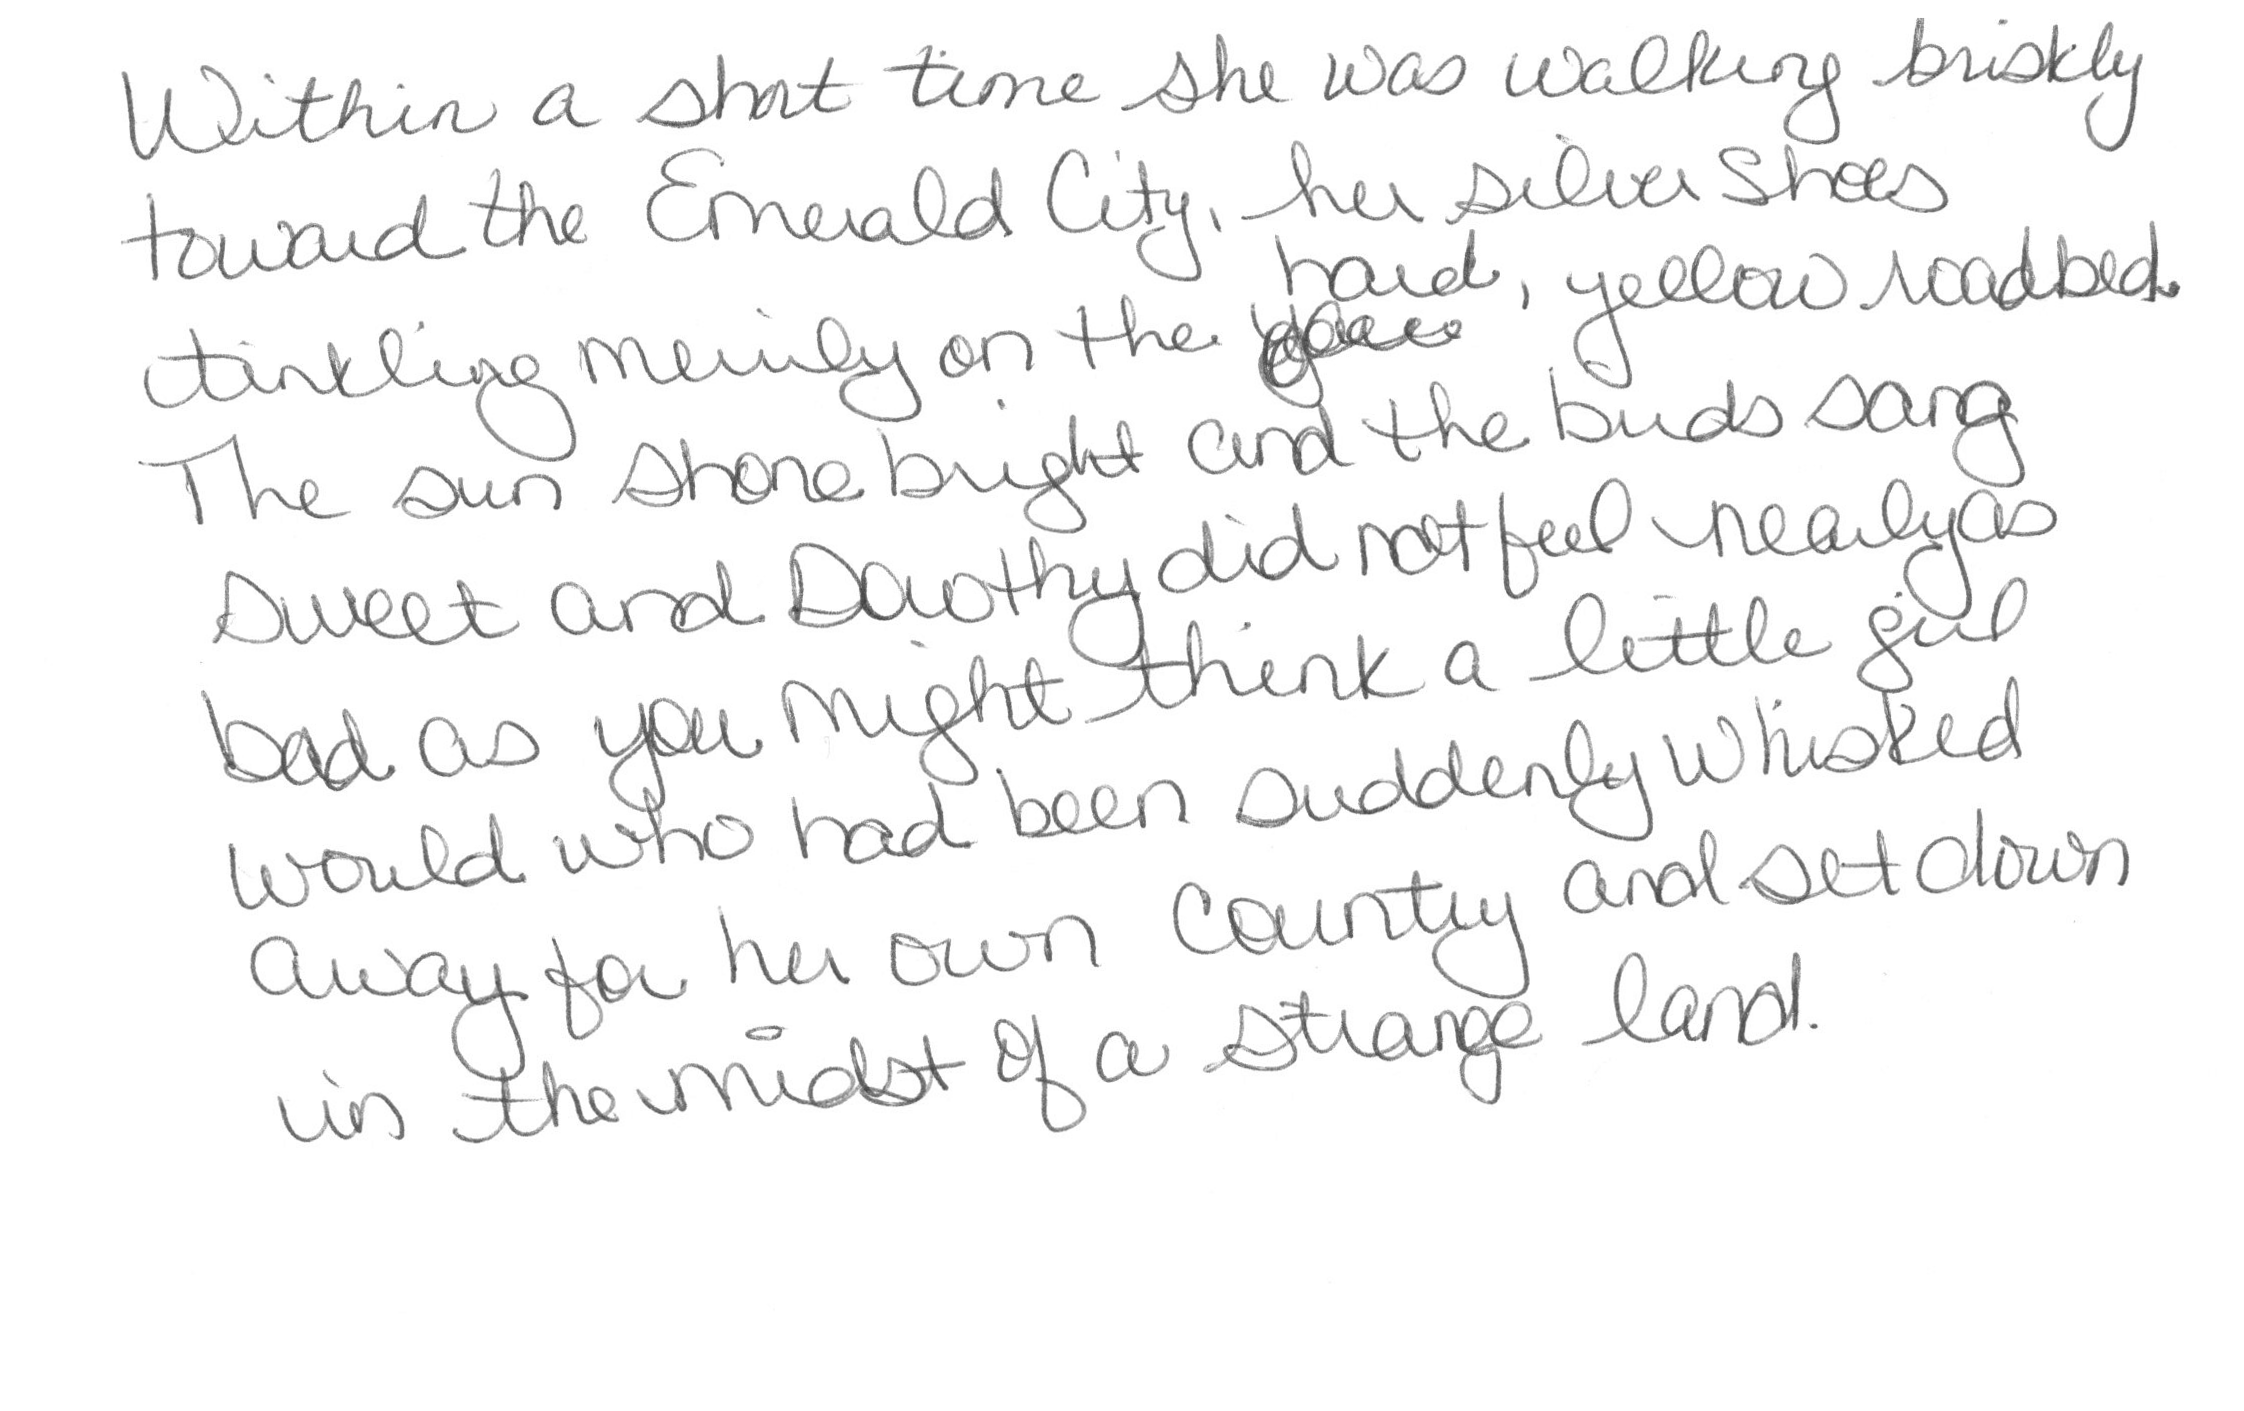 Within a short time she was walking briskly
toward the Emerald City, her silver Shoes
tinkling merrily on the hard, yellow roadbed.
The sun shone bright and the birds sang
sweet and Dorothy did not feel nearly as
bad as you might think a little girl
would who had been suddenly whisked
away for her own country and set down
in the midst of a strange land.